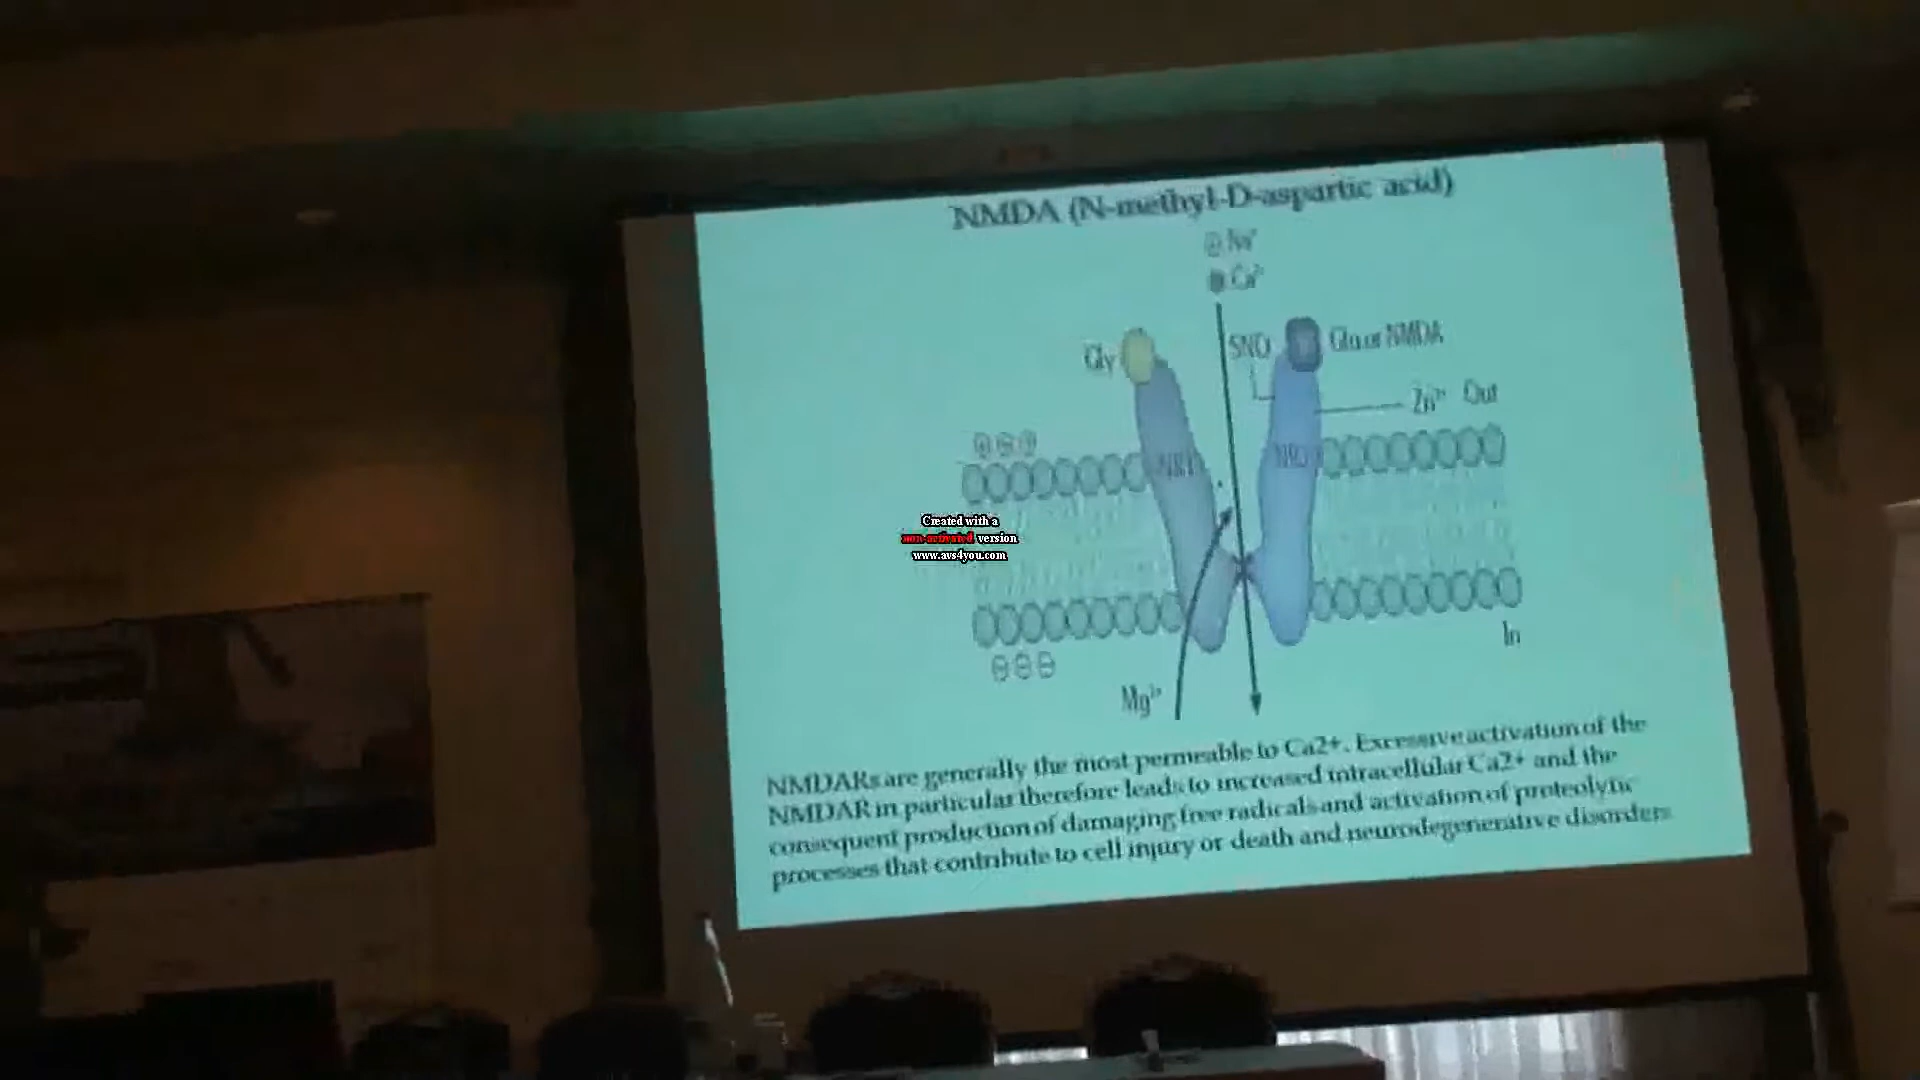 NMDA (N-methyl-D-aspartic acid)
Na⁺
Ca²⁺
Gly
SNO
Glu or NMDA
Zn²⁺
Out
NR1
In
Mg²⁺
Created with a
non-activated version
www.avs4you.com
NMDARs are generally the most permeable to Ca2+. Excessive activation of the
NMDAR in particular therefore leads to increased intracellular Ca2+ and the
consequent production of damaging free radicals and activation of proteolytic
processes that contribute to cell injury or death and neurodegenerative disorders